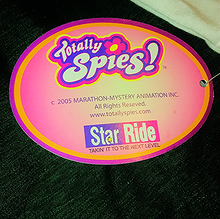 Totally
Spies!
© 2005 MARATHON-MYSTERY ANIMATION INC.
All Rights Reseved.
www.totallyspies.com
Star Ride
TAKIN' IT TO THE NEXT LEVEL